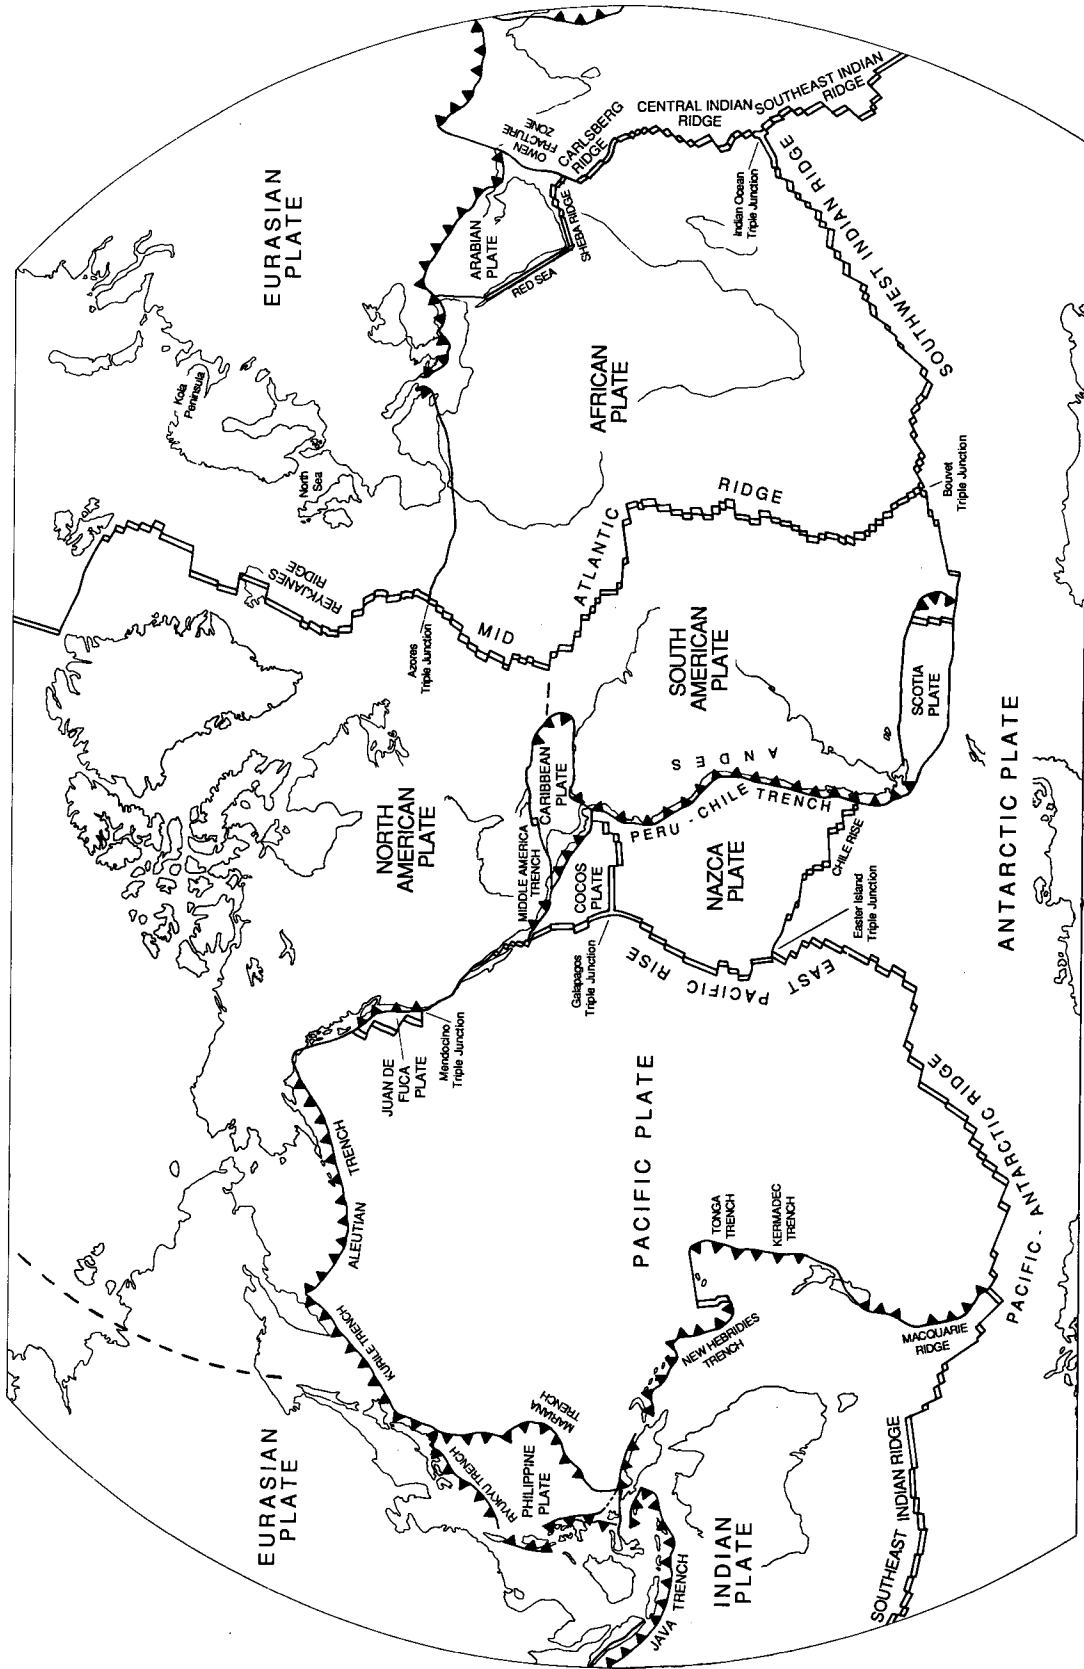 EURASIAN
PLATE
EURASIAN
PLATE
Kola
Peninsula
North
Sea
REYKJANES
RIDGE
NORTH
AMERICAN
PLATE
Azores
Triple Junction
MID
ATLANTIC
RIDGE
ALEUTIAN
TRENCH
KURILE TRENCH
JUAN DE
FUCA
PLATE
Mendocino
Triple Junction
MIDDLE AMERICA
TRENCH
CARIBBEAN
PLATE
COCOS
PLATE
Galapagos
Triple Junction
ARABIAN
PLATE
RED SEA
SHEBA RIDGE
OWEN
FRACTURE
ZONE
CARLSBERG
RIDGE
CENTRAL INDIAN
RIDGE
SOUTHEAST INDIAN
RIDGE
Indian Ocean
Triple Junction
SOUTHWEST INDIAN RIDGE
AFRICAN
PLATE
Bouvet
Triple Junction
SOUTH
AMERICAN
PLATE
ANDES
PERU - CHILE TRENCH
NAZCA
PLATE
CHILE RISE
Easter Island
Triple Junction
EAST PACIFIC RISE
SCOTIA
PLATE
ANTARCTIC PLATE
PACIFIC PLATE
PACIFIC - ANTARCTIC RIDGE
TONGA
TRENCH
KERMADEC
TRENCH
NEW HEBRIDIES
TRENCH
MACQUARIE
RIDGE
RYUKYU TRENCH
PHILIPPINE
PLATE
MARIANA
TRENCH
JAVA TRENCH
INDIAN
PLATE
SOUTHEAST INDIAN RIDGE